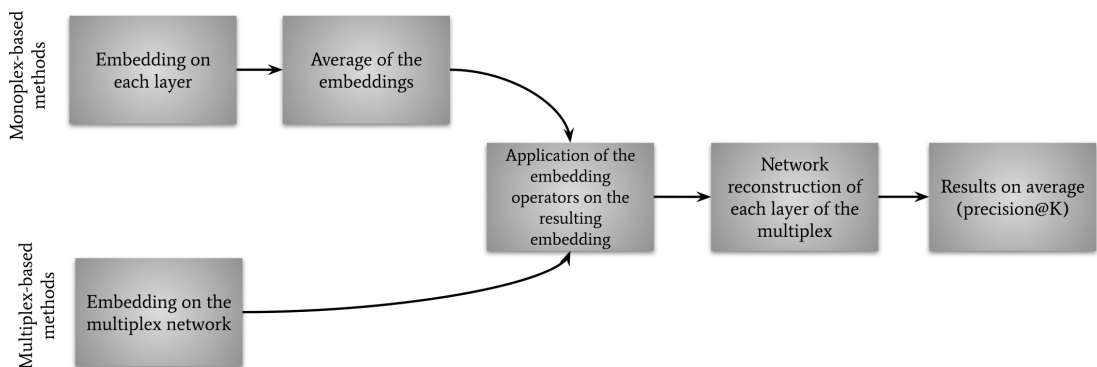 Monoplex-based
methods
Embedding on
each layer
Average of the
embeddings
Application of the
embedding
operators on the
resulting
embedding
Network
reconstruction of
each layer of the
multiplex
Results on average
(precision@K)
Multiplex-based
methods
Embedding on the
multiplex network